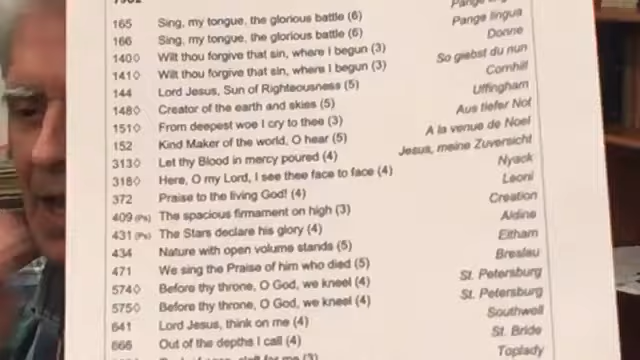 165 Sing, my tongue, the glorious battle (6) Pange
166 Sing, my tongue, the glorious battle (6) Pange lingua
140◊ Wilt thou forgive that sin, where I begun (3) Donne
141◊ Wilt thou forgive that sin, where I begun (3) So giebst du nun
144 Lord Jesus, Sun of Righteousness (5) Cornhill
148◊ Creator of the earth and skies (5) Uffingham
151◊ From deepest woe I cry to thee (3) Aus tiefer Not
152 Kind Maker of the world, O hear (5) A la venue de Noel
313◊ Let thy Blood in mercy poured (4) Jesus, meine Zuversicht
318◊ Here, O my Lord, I see thee face to face (4) Nyack
372 Praise to the living God! (4) Leoni
409 (Ps) The spacious firmament on high (3) Creation
431 (Ps) The Stars declare his glory (4) Aldine
434 Nature with open volume stands (5) Eltham
471 We sing the Praise of him who died (5) Breslau
574◊ Before thy throne, O God, we kneel (4) St. Petersburg
575◊ Before thy throne, O God, we kneel (4) St. Petersburg
641 Lord Jesus, think on me (4) Southwell
666 Out of the depths I call (4) St. Bride
for me (3) Toplady